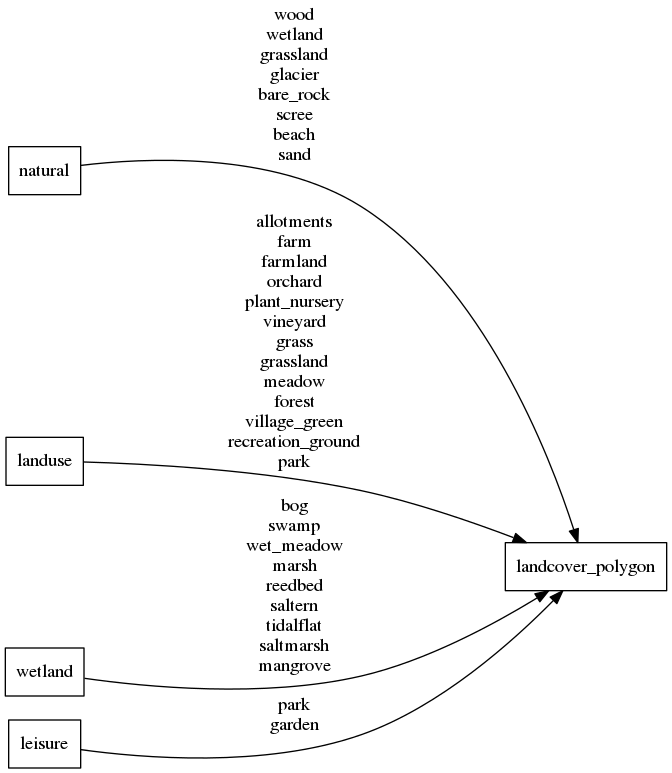 wood
wetland
grassland
glacier
bare_rock
scree
beach
sand
natural
allotments
farm
farmland
orchard
plant_nursery
vineyard
grass
grassland
meadow
forest
village_green
recreation_ground
park
landuse
bog
swamp
wet_meadow
marsh
reedbed
saltern
tidalflat
saltmarsh
mangrove
landcover_polygon
wetland
park
garden
leisure